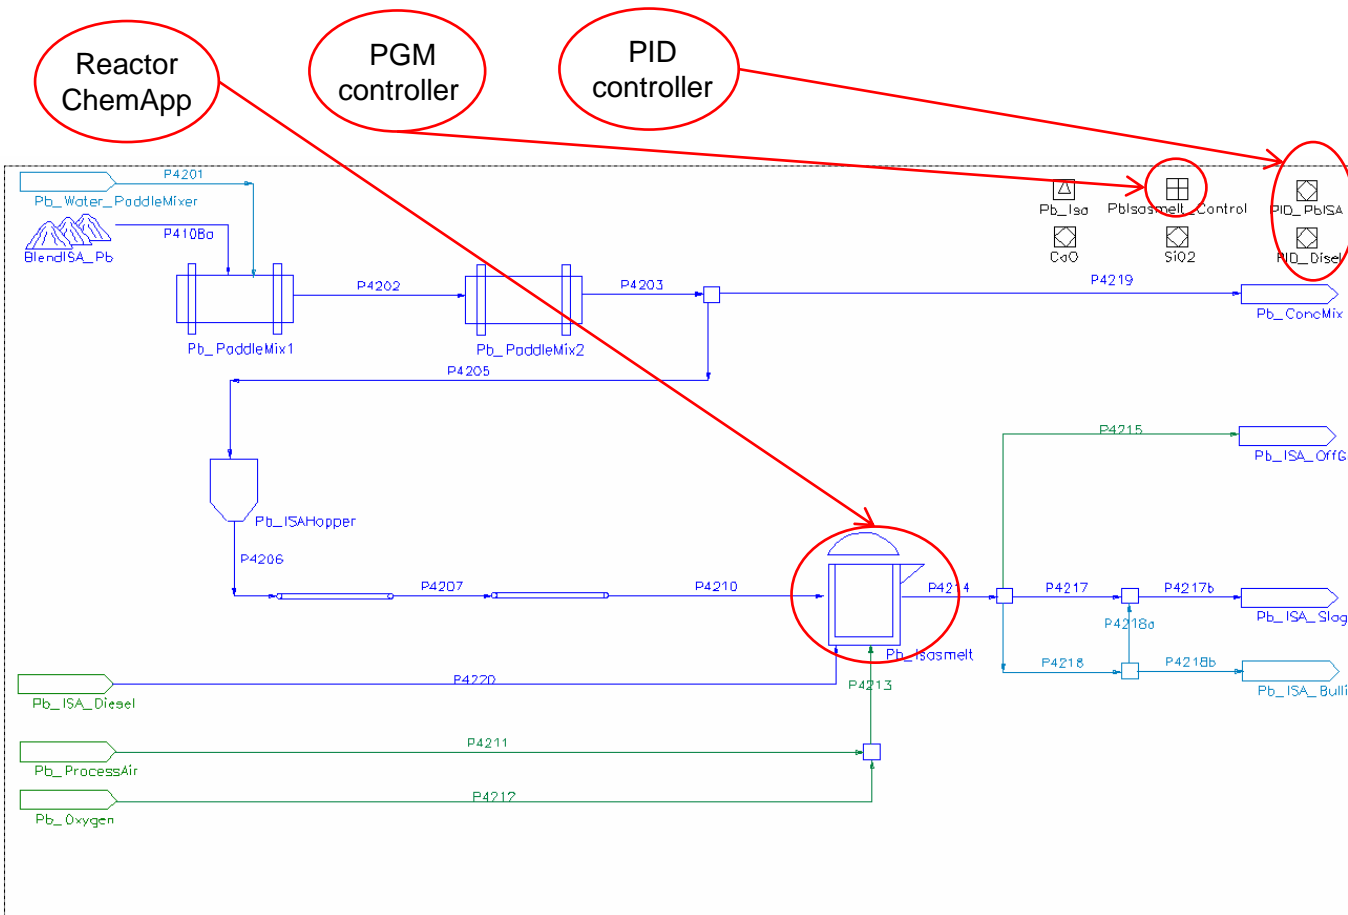 Reactor
ChemApp
PGM
controller
PID
controller
P4201
Pb_Water_PaddleMixer
P4108a
BlendISA_Pb
Pb_Isa
PbIsasmelt_Control
PID_PbISA
CaO
SiO2
PID_Disel
P4202
P4203
P4219
Pb_ConcMix
Pb_PaddleMix1
Pb_PaddleMix2
P4205
P4215
Pb_ISA_OffG
Pb_ISAHopper
P4206
P4207
P4210
P4214
P4217
P4217b
Pb_ISA_Slag
P4218a
Pb_Isasmelt
P4218
P4218b
Pb_ISA_Bulli
P4220
P4213
Pb_ISA_Diesel
P4211
Pb_ProcessAir
P4212
Pb_Oxygen